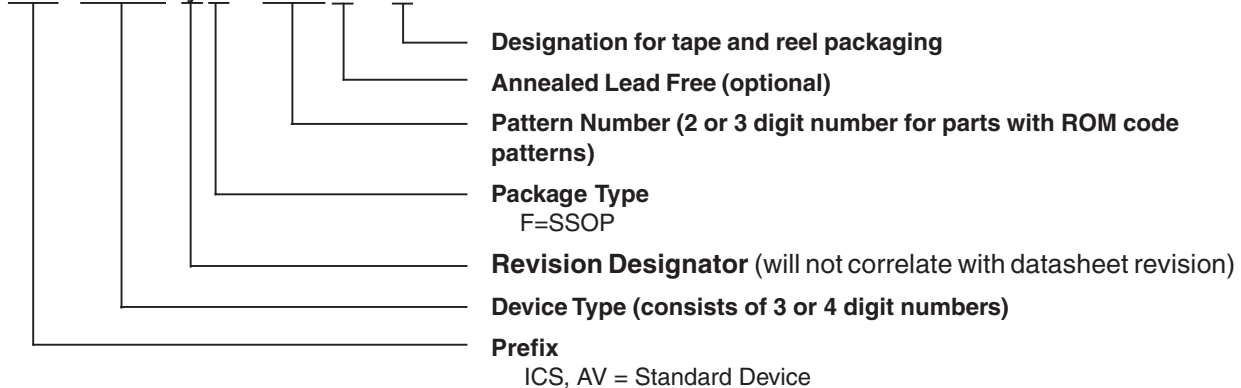 Designation for tape and reel packaging
Annealed Lead Free (optional)
Pattern Number (2 or 3 digit number for parts with ROM code
patterns)
Package Type
F=SSOP
Revision Designator (will not correlate with datasheet revision)
Device Type (consists of 3 or 4 digit numbers)
Prefix
ICS, AV = Standard Device